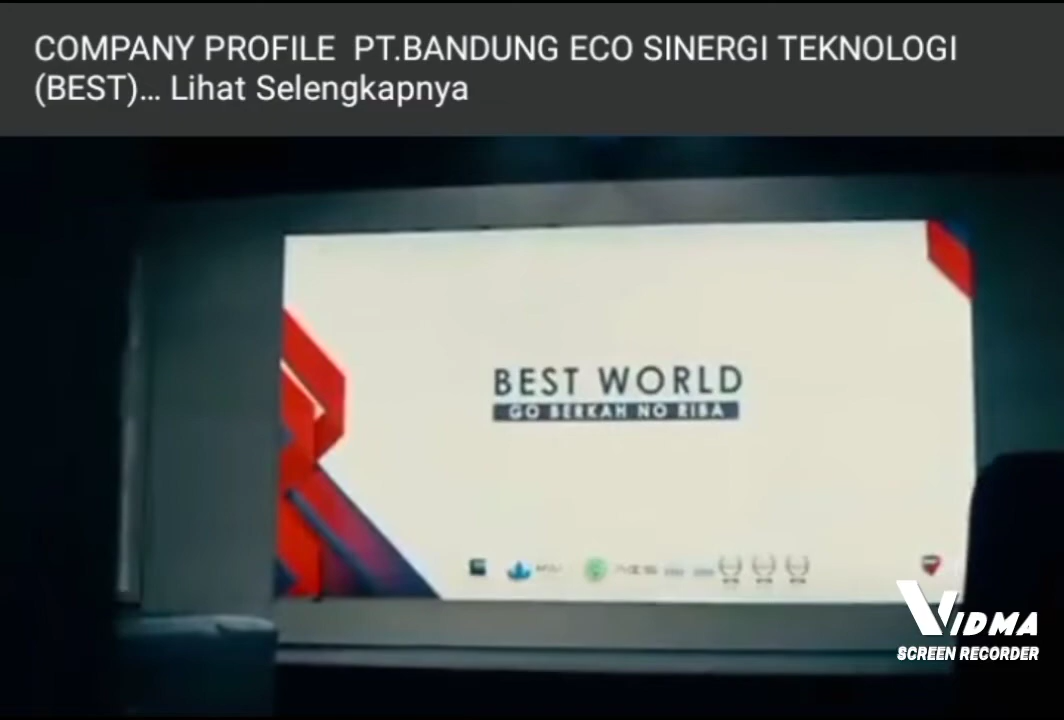 COMPANY PROFILE PT.BANDUNG ECO SINERGI TEKNOLOGI
(BEST)... Lihat Selengkapnya
BEST WORLD
GO BERKAH NO RIBA
VIDMA
SCREEN RECORDER